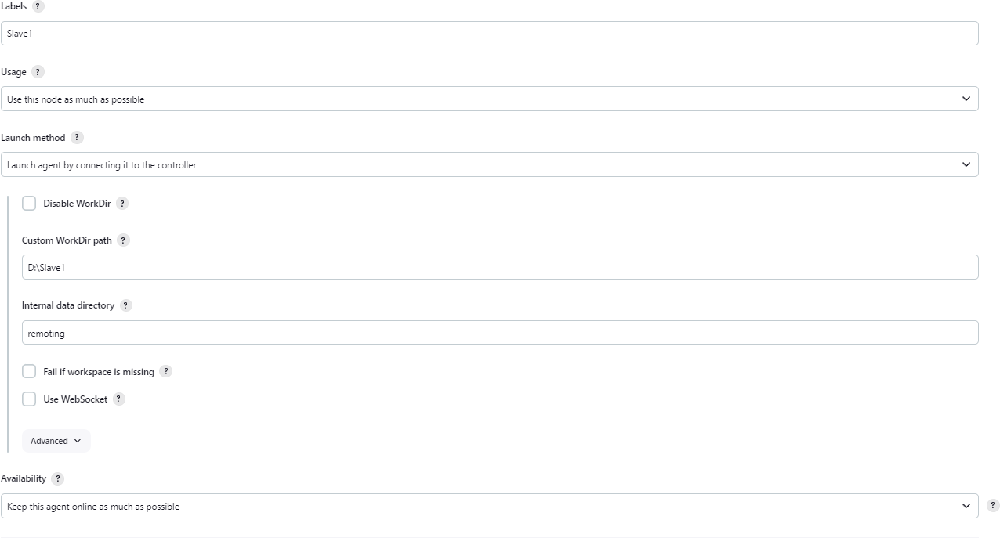 Labels ?
Slave1
Usage ?
Use this node as much as possible
Launch method ?
Launch agent by connecting it to the controller
Disable WorkDir ?
Custom WorkDir path ?
D:\Slave1
Internal data directory ?
remoting
Fail if workspace is missing ?
Use WebSocket ?
Advanced
Availability ?
Keep this agent online as much as possible ?